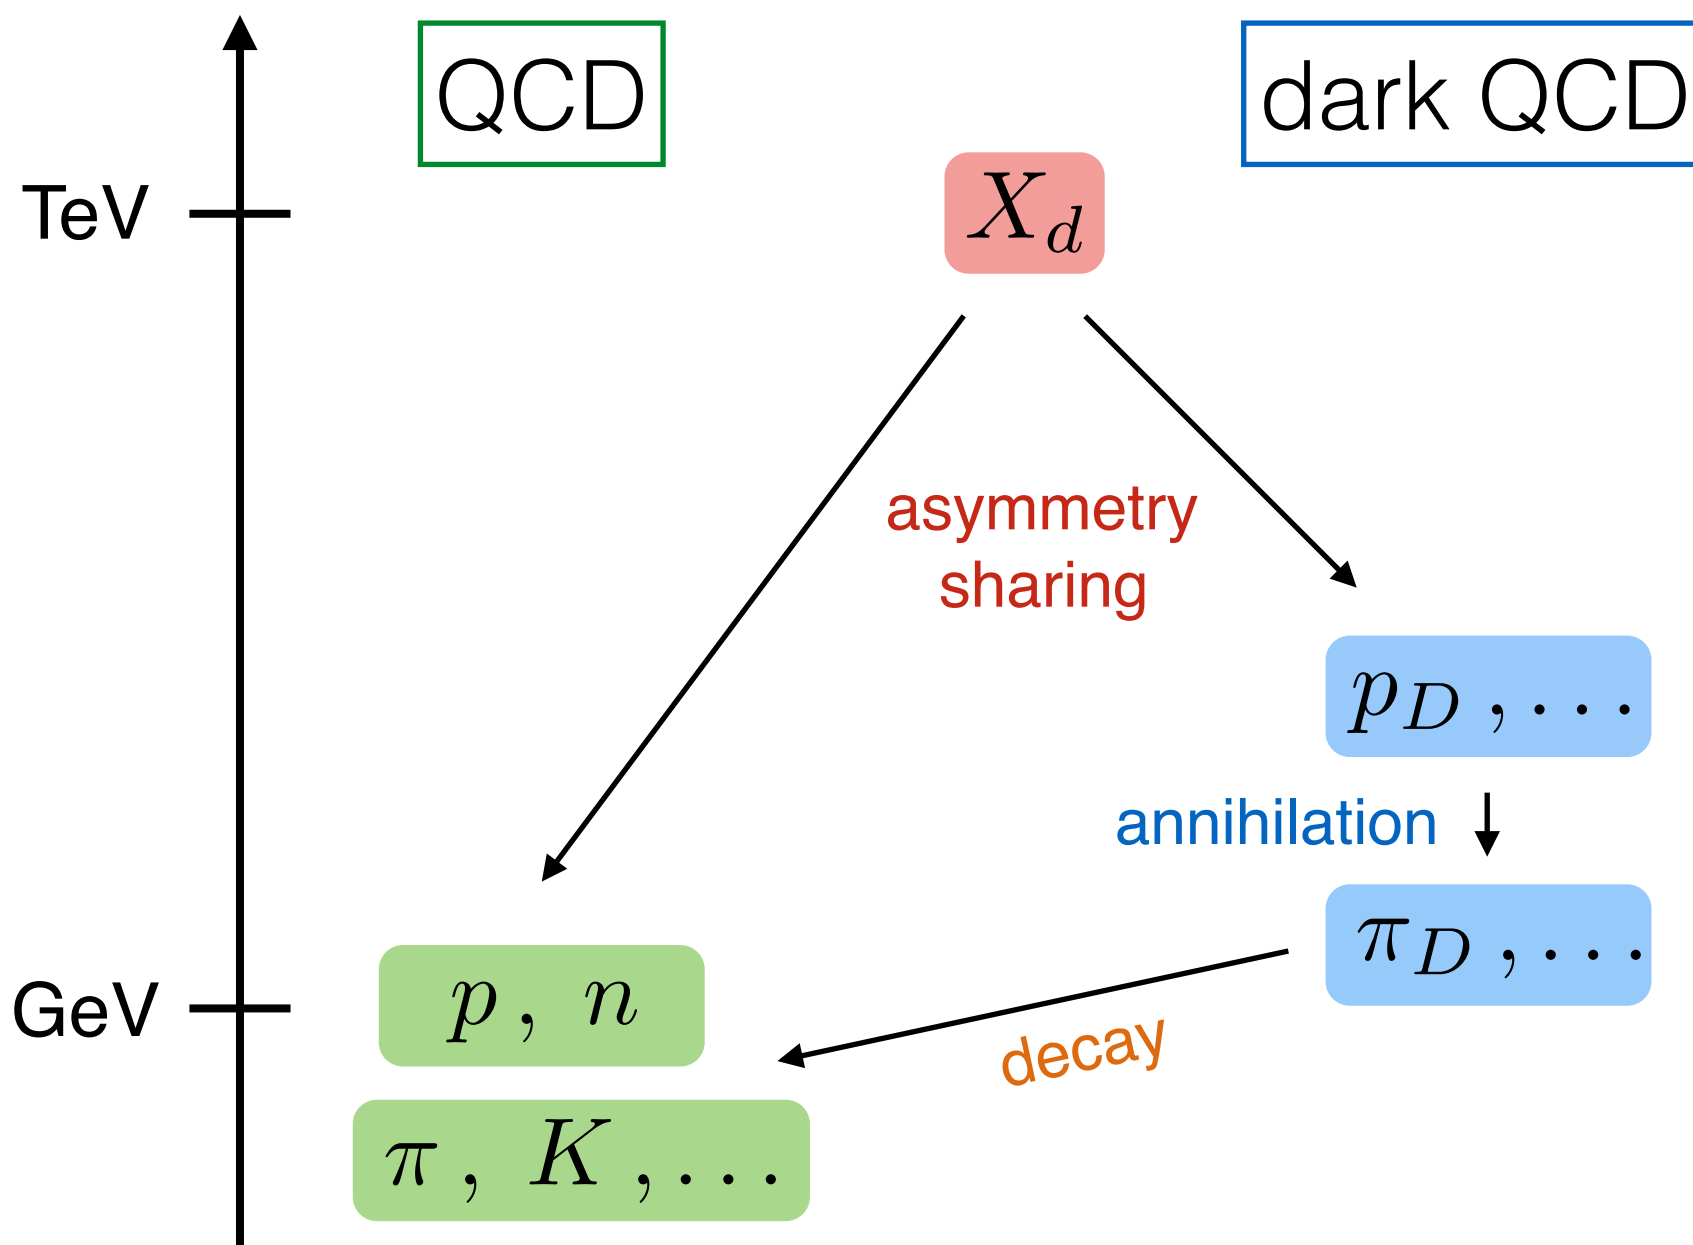 QCD
dark QCD
TeV
X_d
asymmetry
sharing
p_D , . . .
annihilation
π_D , . . .
GeV
p , n
decay
π , K , . . .